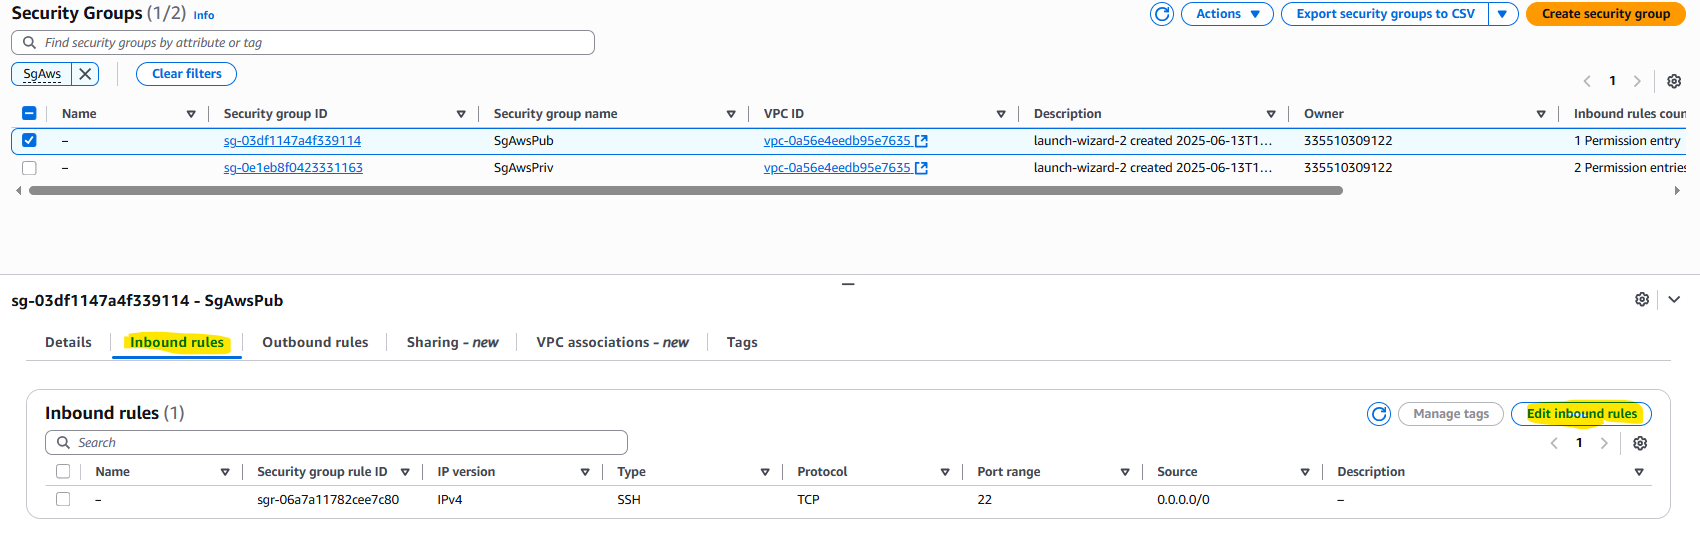 Security Groups (1/2) Info
Actions Export security groups to CSV Create security group
Find security groups by attribute or tag
SgAws Clear filters
1
Name Security group ID Security group name VPC ID Description Owner Inbound rules coun
– sg-03df1147a4f339114 SgAwsPub vpc-0a56e4eedb95e7635 launch-wizard-2 created 2025-06-13T1... 335510309122 1 Permission entry
– sg-0e1eb8f0423331163 SgAwsPriv vpc-0a56e4eedb95e7635 launch-wizard-2 created 2025-06-13T1... 335510309122 2 Permission entries
sg-03df1147a4f339114 - SgAwsPub
Details Inbound rules Outbound rules Sharing - new VPC associations - new Tags
Inbound rules (1)
Manage tags Edit inbound rules
Search
1
Name Security group rule ID IP version Type Protocol Port range Source Description
– sgr-06a7a11782cee7c80 IPv4 SSH TCP 22 0.0.0.0/0 –